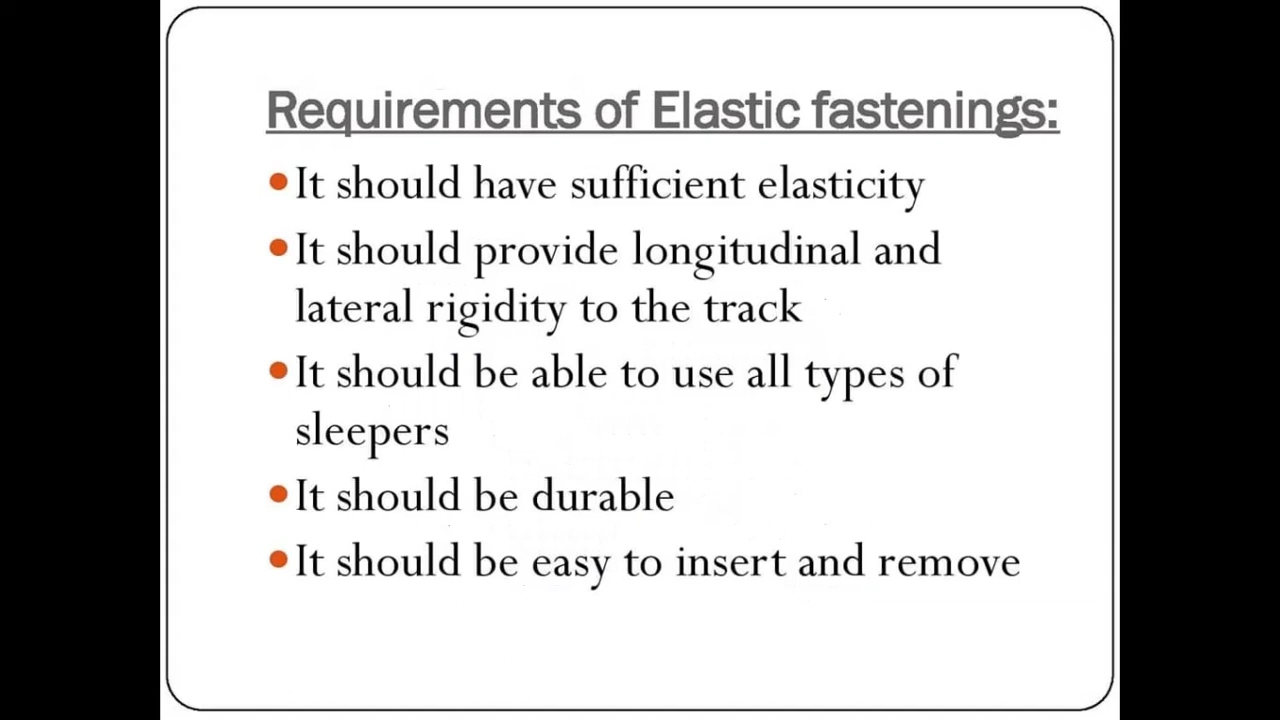 Requirements of Elastic fastenings:
• It should have sufficient elasticity
• It should provide longitudinal and
lateral rigidity to the track
• It should be able to use all types of
sleepers
• It should be durable
• It should be easy to insert and remove